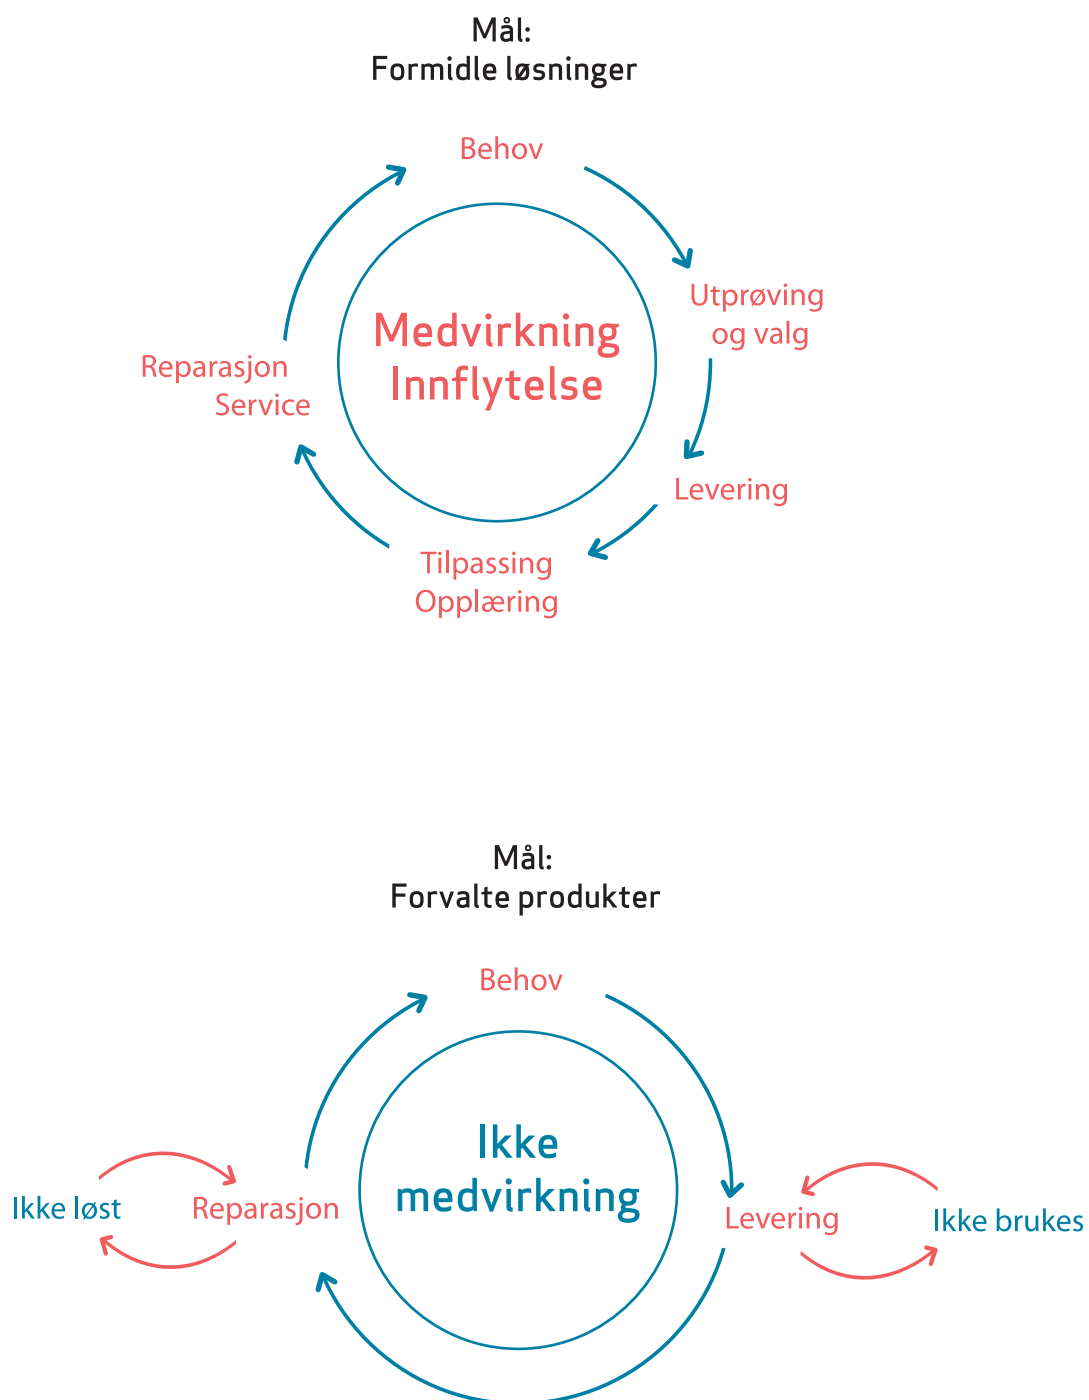 Mål:
Formidle løsninger
Behov
Utprøving
og valg
Medvirkning
Innflytelse
Reparasjon
Service
Levering
Tilpassing
Opplæring
Mål:
Forvalte produkter
Behov
Ikke
medvirkning
Ikke løst
Reparasjon
Levering
Ikke brukes